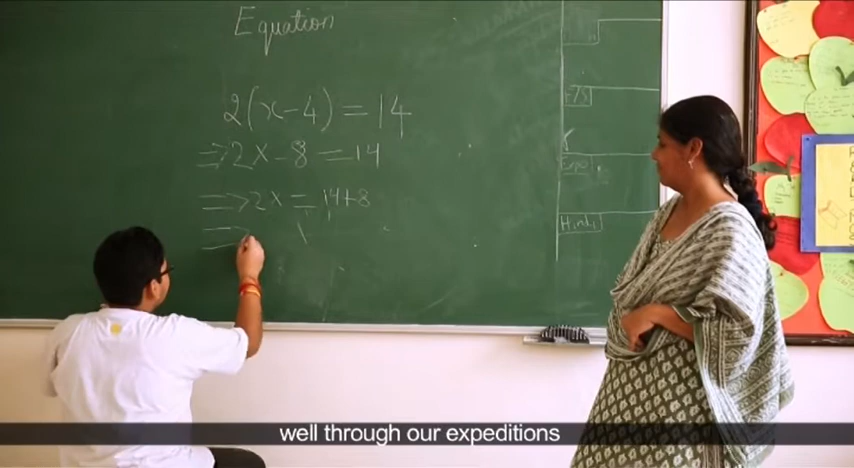 Equation
2(x-4) = 14
⇒2x-8 = 14
⇒2x = 14+8
⇒
Hindi
well through our expeditions